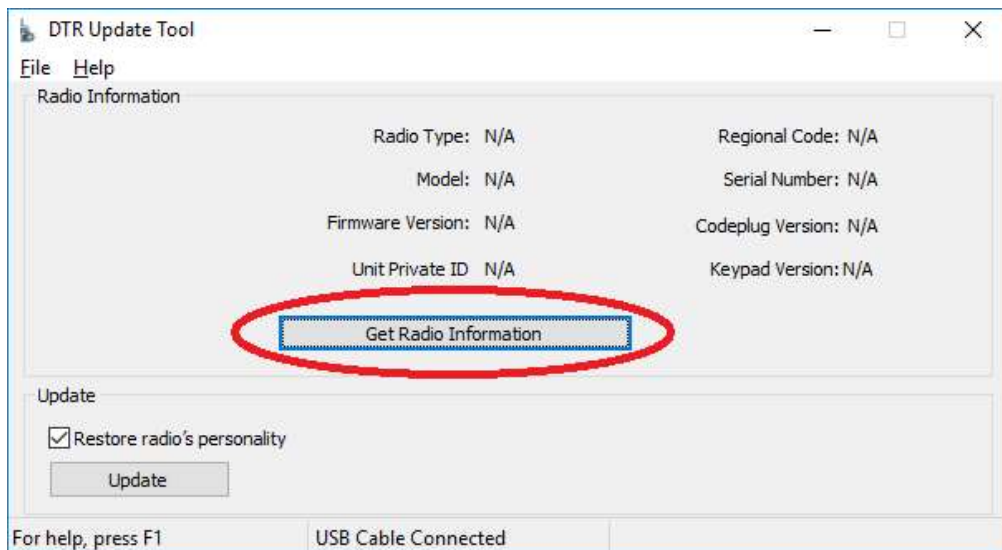 DTR Update Tool
File Help
Radio Information
Radio Type: N/A Regional Code: N/A
Model: N/A Serial Number: N/A
Firmware Version: N/A Codeplug Version: N/A
Unit Private ID N/A Keypad Version: N/A
Get Radio Information
Update
Restore radio's personality
Update
For help, press F1 USB Cable Connected